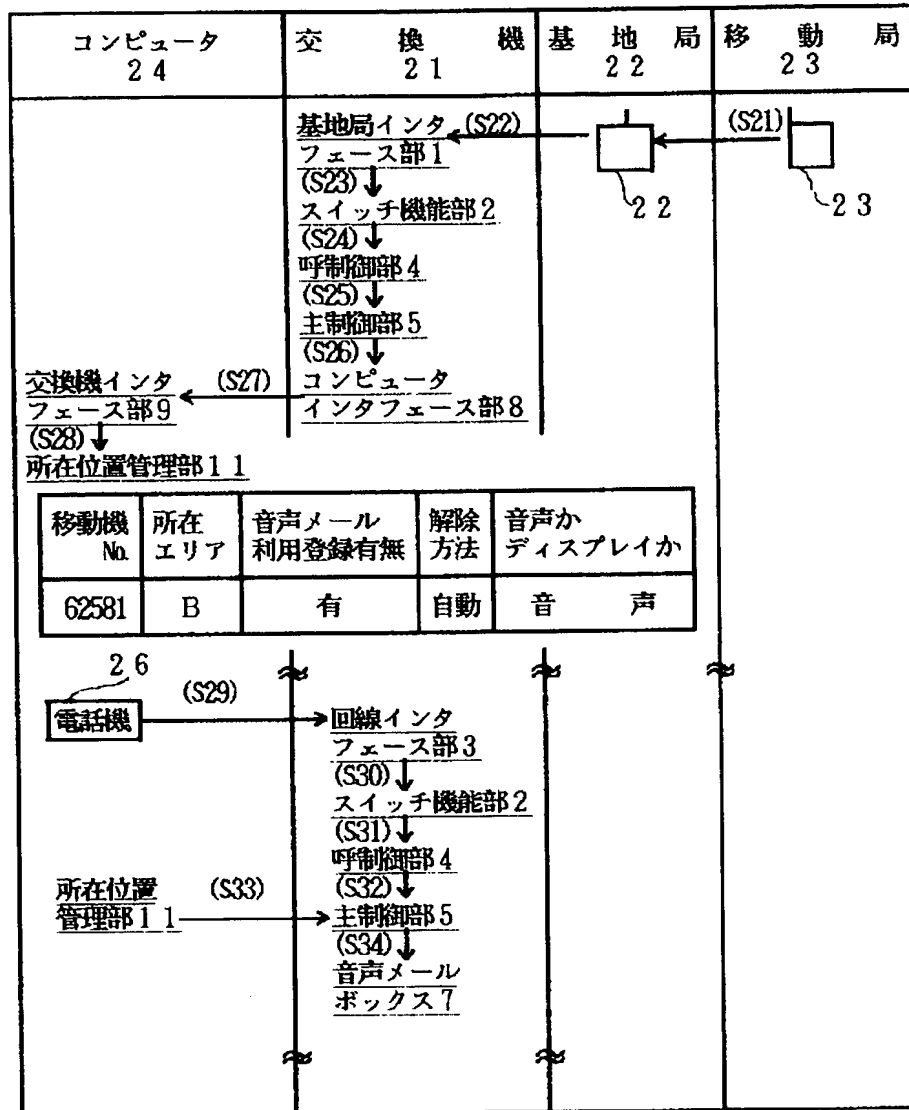 コンピュータ
24
交換機
21
基地局
22
移動局
23
基地局インタ
フェース部1
(S22)
(S21)
22
23
(S23)
スイッチ機能部2
(S24)
呼制御部4
(S25)
主制御部5
(S26)
コンピュータ
インタフェース部8
(S27)
交換機インタ
フェース部9
(S28)
所在位置管理部11
移動機
No.
所在
エリア
音声メール
利用登録有無
解除
方法
音声か
ディスプレイか
62581
B
有
自動
音声
26
電話機
(S29)
回線インタ
フェース部3
(S30)
スイッチ機能部2
(S31)
呼制御部4
(S32)
所在位置
管理部11
(S33)
主制御部5
(S34)
音声メール
ボックス7